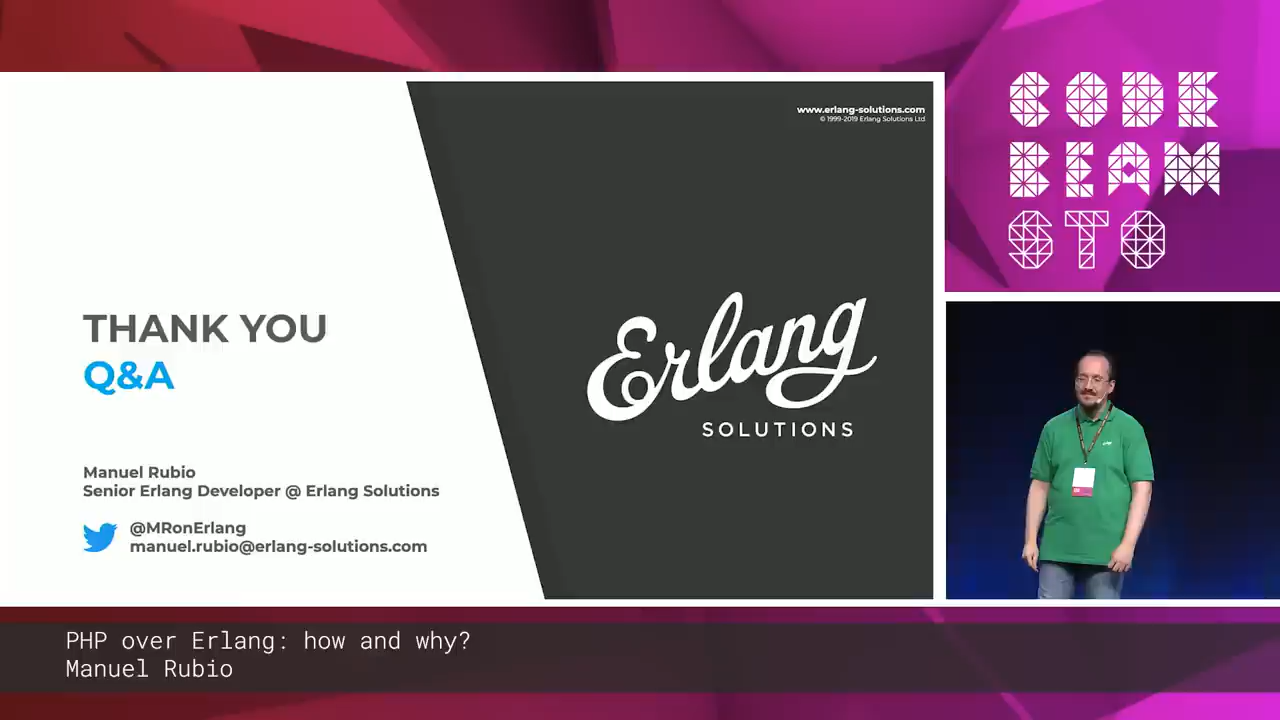 www.erlang-solutions.com
© 1999-2019 Erlang Solutions Ltd
THANK YOU
Q&A
Erlang
SOLUTIONS
Manuel Rubio
Senior Erlang Developer @ Erlang Solutions
@MRonErlang
manuel.rubio@erlang-solutions.com
CODE
BEAM
STO
PHP over Erlang: how and why?
Manuel Rubio